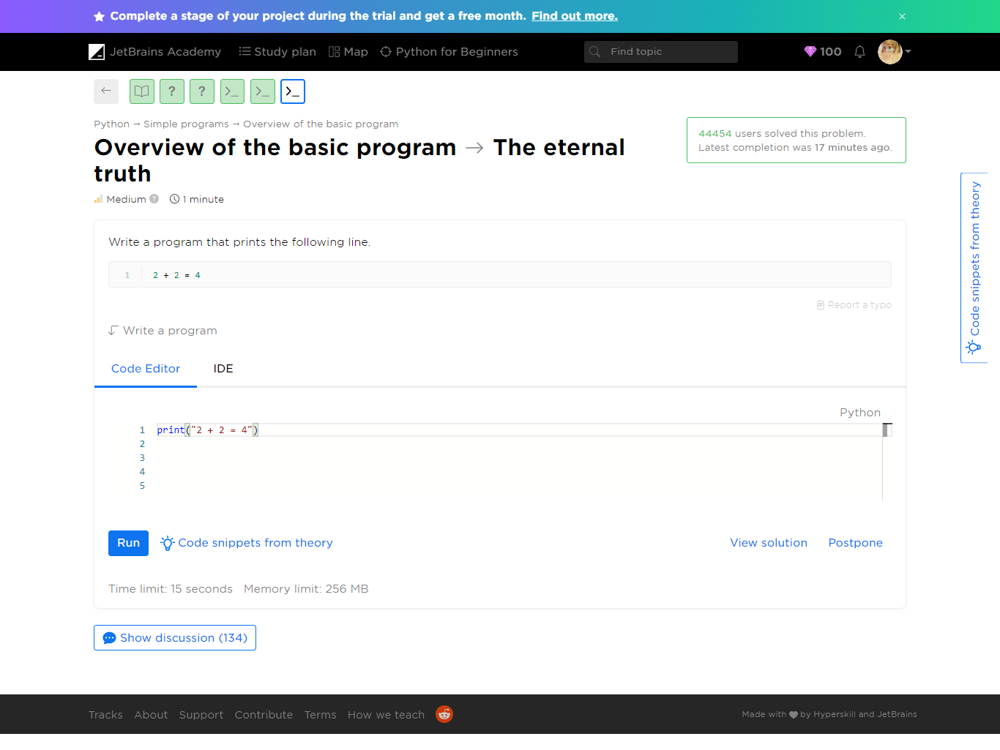 Complete a stage of your project during the trial and get a free month. Find out more.
JetBrains Academy Study plan Map Python for Beginners Find topic 100
? ? >_ >_ >_
Python → Simple programs → Overview of the basic program
Overview of the basic program → The eternal
truth
44454 users solved this problem.
Latest completion was 17 minutes ago.
Medium ? 1 minute
Code snippets from theory
Write a program that prints the following line.
1 2 + 2 = 4
Report a typo
Write a program
Code Editor IDE
Python
1 print("2 + 2 = 4")
2
3
4
5
Run Code snippets from theory View solution Postpone
Time limit: 15 seconds Memory limit: 256 MB
Show discussion (134)
Tracks About Support Contribute Terms How we teach Made with ♥ by Hyperskill and JetBrains